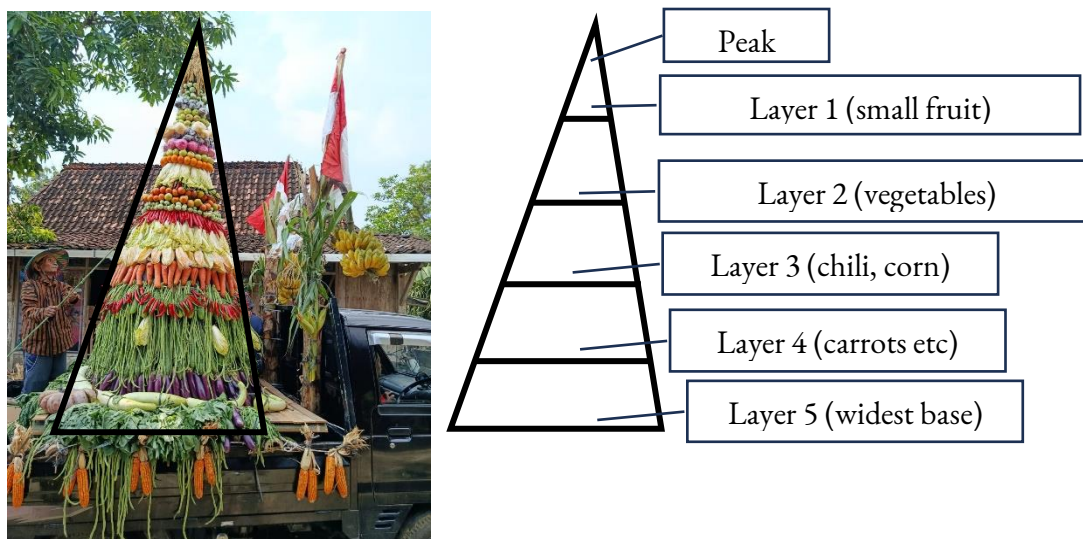 Peak
Layer 1 (small fruit)
Layer 2 (vegetables)
Layer 3 (chili, corn)
Layer 4 (carrots etc)
Layer 5 (widest base)